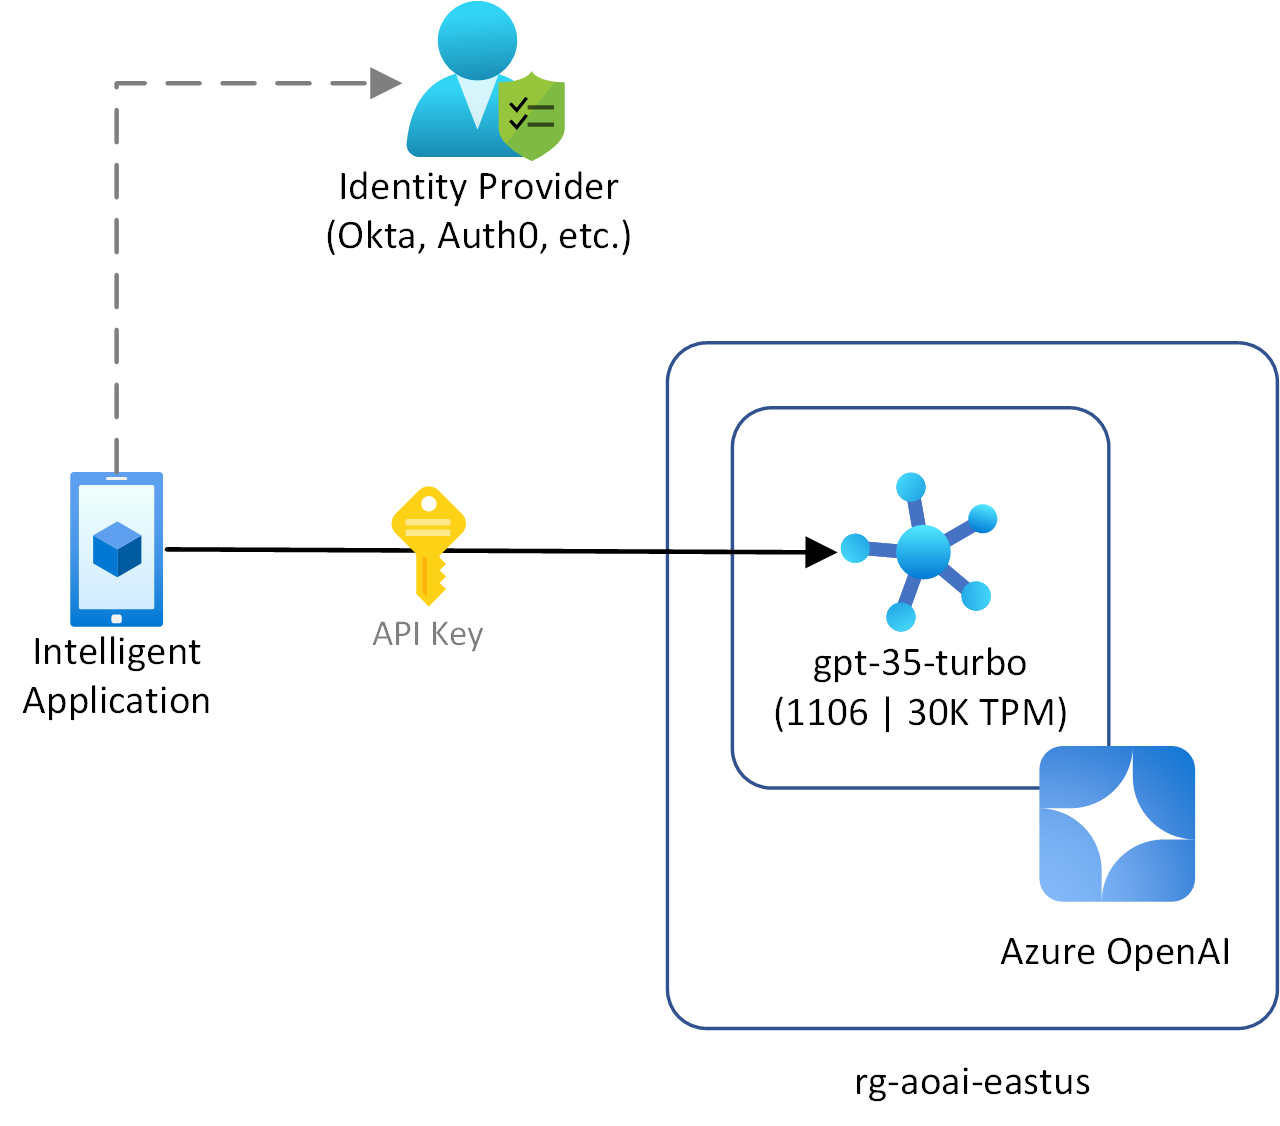 Identity Provider
(Okta, Auth0, etc.)
API Key
Intelligent
Application
gpt-35-turbo
(1106 | 30K TPM)
Azure OpenAI
rg-aoai-eastus